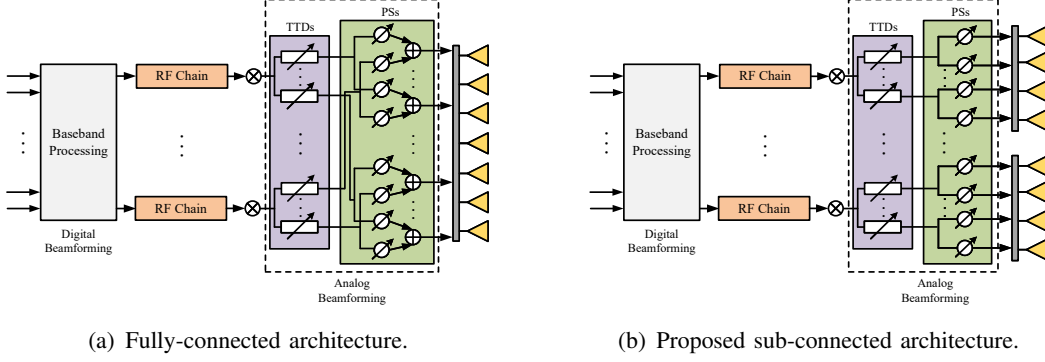 PSs
TTDs
RF Chain
Baseband
Processing
RF Chain
Digital
Beamforming
Analog
Beamforming
(a) Fully-connected architecture.
PSs
TTDs
RF Chain
Baseband
Processing
RF Chain
Digital
Beamforming
Analog
Beamforming
(b) Proposed sub-connected architecture.